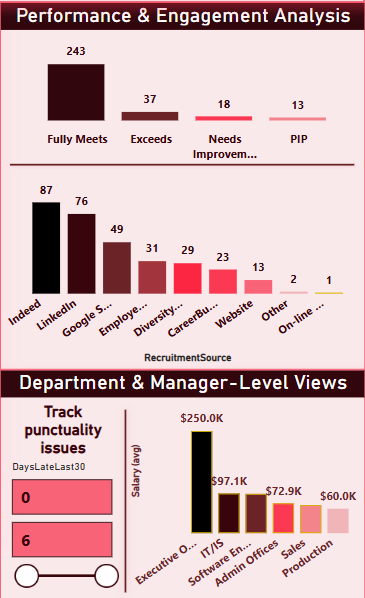 Performance & Engagement Analysis
243
37
18
13
Fully Meets
Exceeds
Needs
Improvem...
PIP
87
76
49
31
29
23
13
2
1
Indeed
LinkedIn
Google S...
Employe...
Diversity...
CareerBu...
Website
Other
On-line ...
RecruitmentSource
Department & Manager-Level Views
Track
punctuality
issues
DaysLateLast30
0
6
Salary (avg)
$250.0K
$97.1K
$72.9K
$60.0K
Executive O...
IT/IS
Software En...
Admin Offices
Sales
Production